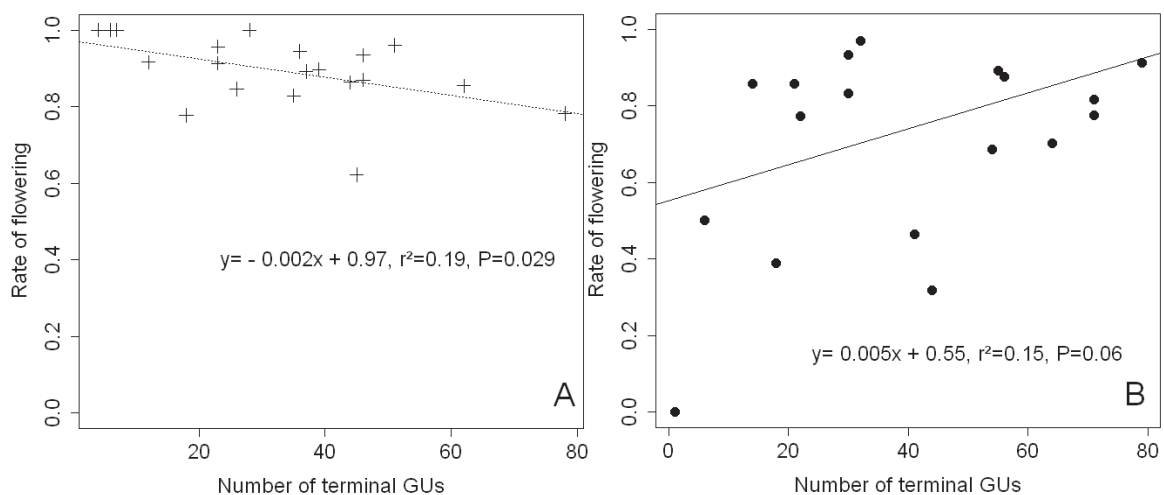 1.0
0.8
0.6
0.4
0.2
0.0
Rate of flowering
y= - 0.002x + 0.97, r²=0.19, P=0.029
A
20 40 60 80
Number of terminal GUs
1.0
0.8
0.6
0.4
0.2
0.0
Rate of flowering
y= 0.005x + 0.55, r²=0.15, P=0.06
B
0 20 40 60 80
Number of terminal GUs